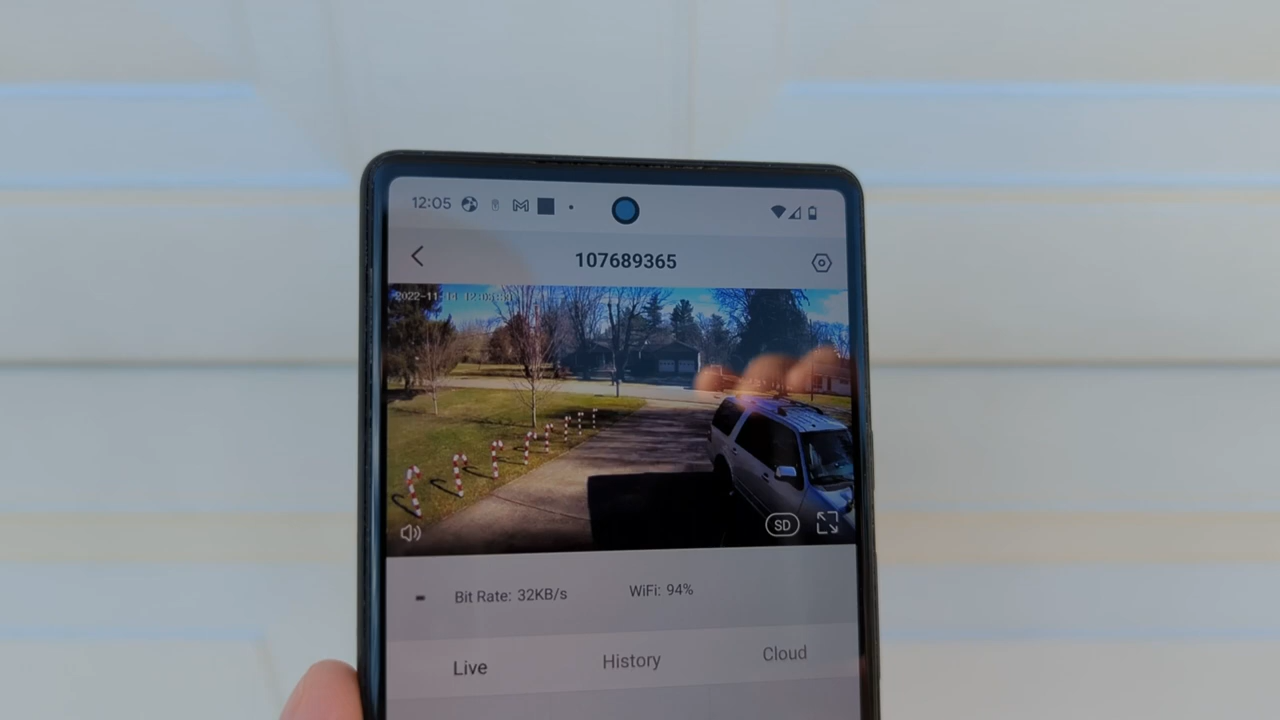 12:05
107689365
SD
Bit Rate: 32KB/s WiFi: 94%
Live History Cloud